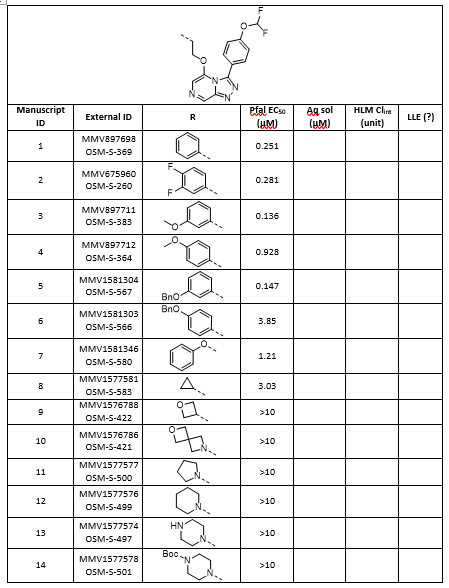 F
O
F
O
N
N
N
N
Manuscript ID External ID R Pfal EC50 (μM) Aq sol (μM) HLM Clint (unit) LLE (?)
1 MMV897698 OSM-S-369 0.251
2 MMV675960 OSM-S-260 F F 0.281
3 MMV897711 OSM-S-383 O 0.136
4 MMV897712 OSM-S-364 O 0.928
5 MMV1581304 OSM-S-567 BnO 0.147
6 MMV1581303 OSM-S-566 BnO 3.85
7 MMV1581346 OSM-S-580 O 1.21
8 MMV1577581 OSM-S-583 3.03
9 MMV1576788 OSM-S-422 O >10
10 MMV1576786 OSM-S-421 O N >10
11 MMV1577577 OSM-S-500 N >10
12 MMV1577576 OSM-S-499 N >10
13 MMV1577574 OSM-S-497 HN N >10
14 MMV1577578 OSM-S-501 Boc N N >10